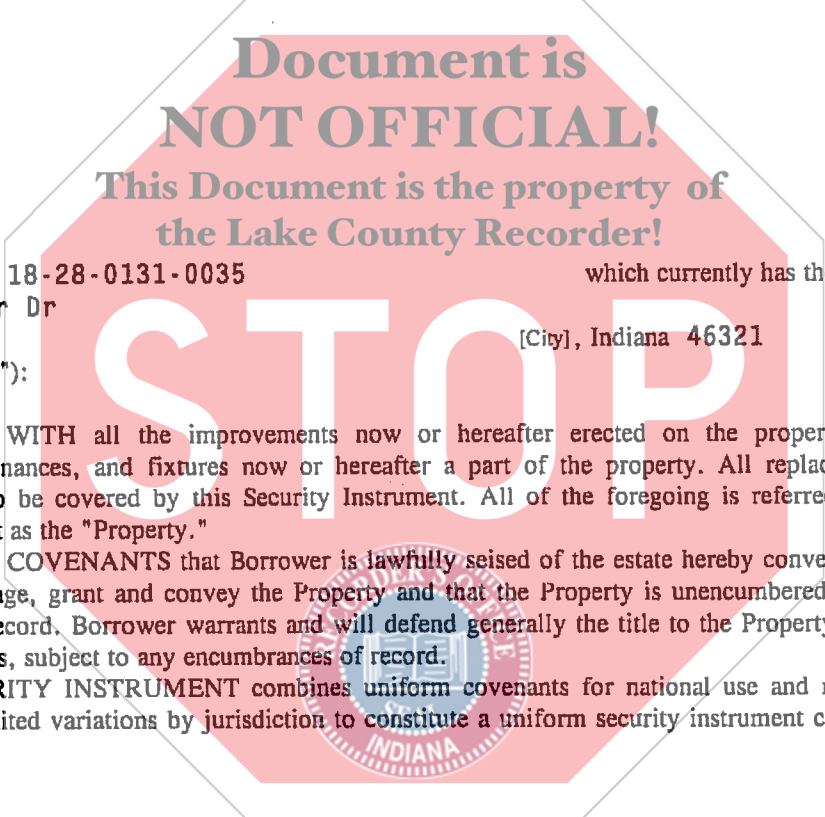 Document is
NOT OFFICIAL!
This Document is the property of
the Lake County Recorder!
18-28-0131-0035 which currently has th
r Dr
[City], Indiana 46321
"):
STOP
WITH all the improvements now or hereafter erected on the proper
nances, and fixtures now or hereafter a part of the property. All replac
o be covered by this Security Instrument. All of the foregoing is referre
t as the "Property."
COVENANTS that Borrower is lawfully seised of the estate hereby conve
age, grant and convey the Property and that the Property is unencumbered
ecord. Borrower warrants and will defend generally the title to the Property
s, subject to any encumbrances of record.
RITY INSTRUMENT combines uniform covenants for national use and n
ited variations by jurisdiction to constitute a uniform security instrument c
RECORDER'S OFFICE
SEAL
INDIANA